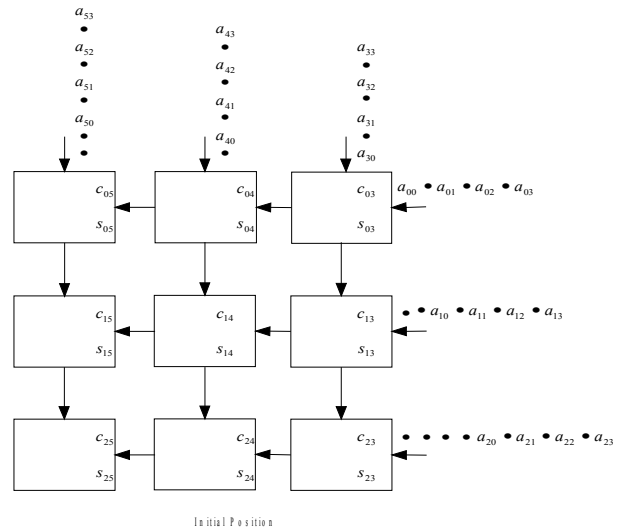 a53
a52
a51
a50
a43
a42
a41
a40
a33
a32
a31
a30
c05
s05
c04
s04
c03
s03
a00 • a01 • a02 • a03
c15
s15
c14
s14
c13
s13
• • a10 • a11 • a12 • a13
c25
s25
c24
s24
c23
s23
• • • • a20 • a21 • a22 • a23
Initial Position